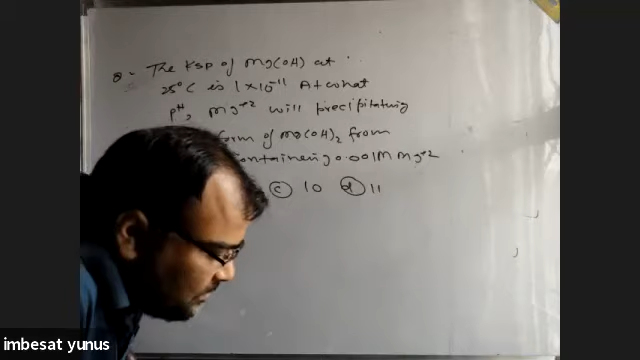 Q- The KSP of Mg(OH) at
25°C is 1×10⁻¹¹ At what
pH, Mg+2 will precipitating
form of Mg(OH)₂ from
containing 0.001M Mg+2
(c) 10 (d) 11
imbesat yunus